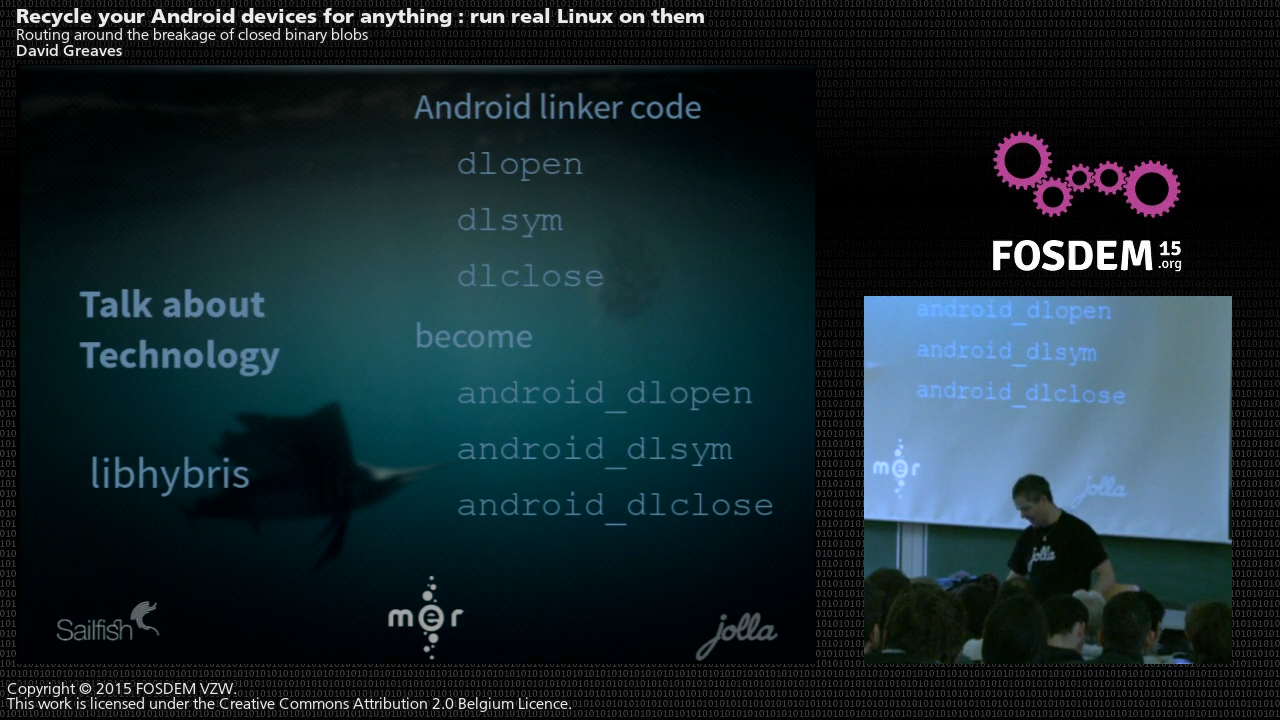 Recycle your Android devices for anything : run real Linux on them
Routing around the breakage of closed binary blobs
David Greaves
Android linker code
dlopen
dlsym
dlclose
become
android_dlopen
android_dlsym
android_dlclose
Talk about
Technology
libhybris
Sailfish
mer
jolla
FOSDEM 15
.org
android_dlopen
android_dlsym
android_dlclose
mer
jolla
jolla
Copyright © 2015 FOSDEM VZW.
This work is licensed under the Creative Commons Attribution 2.0 Belgium Licence.